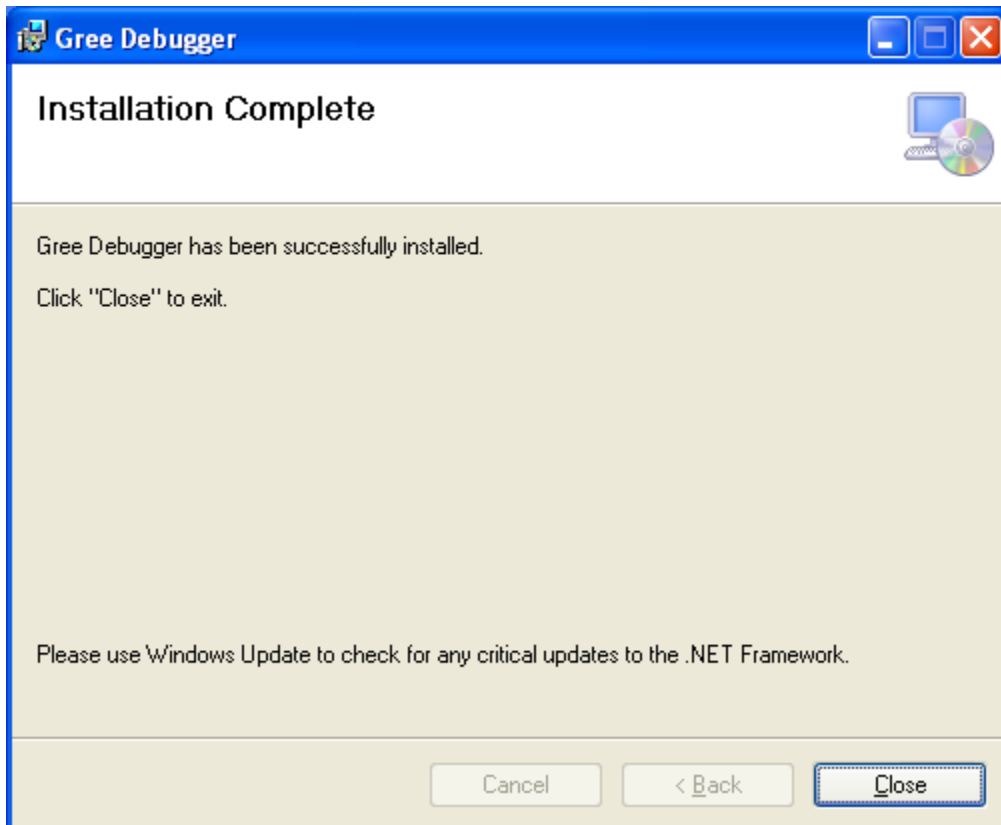 Gree Debugger
Installation Complete
Gree Debugger has been successfully installed.
Click "Close" to exit.
Please use Windows Update to check for any critical updates to the .NET Framework.
Cancel
< Back
Close